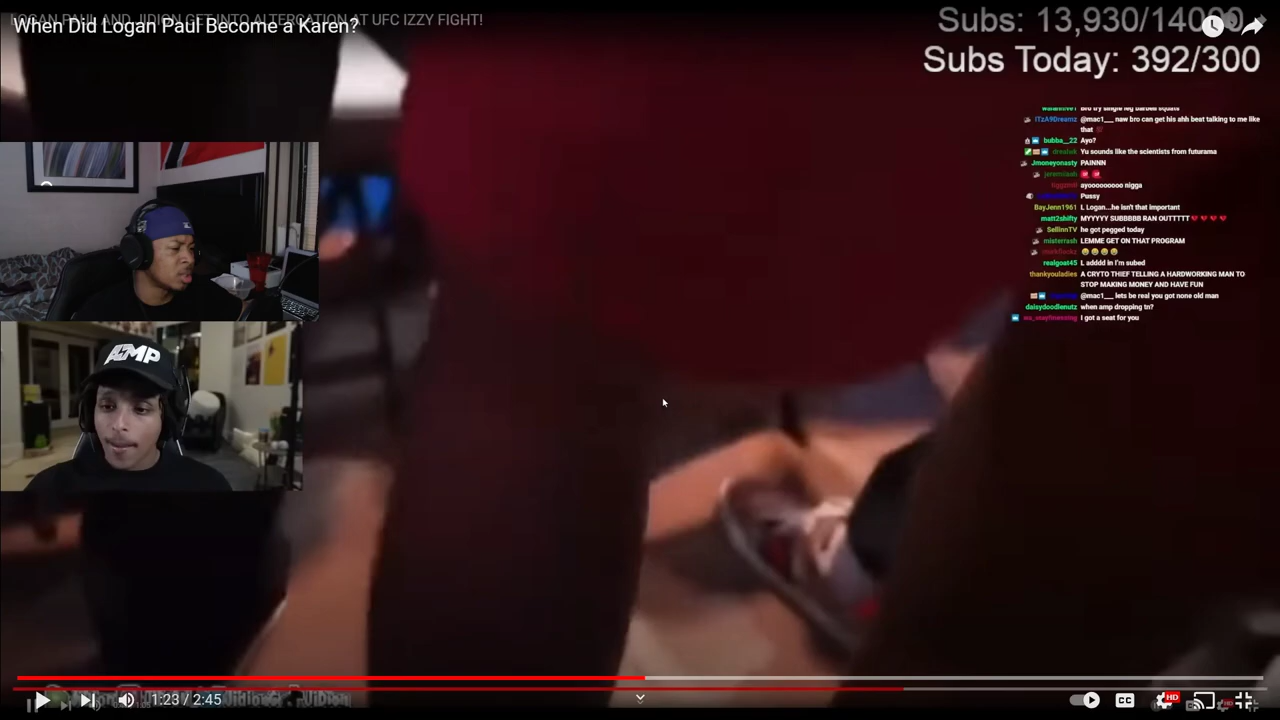 LOGAN PAUL AND JIDION GET INTO ALTERCATION AT UFC IZZY FIGHT!
When Did Logan Paul Become a Karen?
Subs: 13,930/14000
Subs Today: 392/300
Bro try single leg barbell squats
ITzA9Dreamz @mac1___ naw bro can get his ahh beat talking to me like
that
bubba__22 Ayo?
Yu sounds like the scientists from futurama
Jmoneyonasty PAINNN
jeremiaah
ayooooooooo nigga
Pussy
BayJenn1961 L Logan...he isn't that important
matt2shifty MYYYYY SUBBBBB RAN OUTTTTT
SellinnTV he got pegged today
misterrash LEMME GET ON THAT PROGRAM
realgoat45 L adddd in I'm subed
thankyouladies A CRYTO THIEF TELLING A HARDWORKING MAN TO
STOP MAKING MONEY AND HAVE FUN
@mac1___ lets be real you got none old man
daisydoodlenutz when amp dropping tn?
I got a seat for you
AMP
1:23 / 2:45
CC
HD